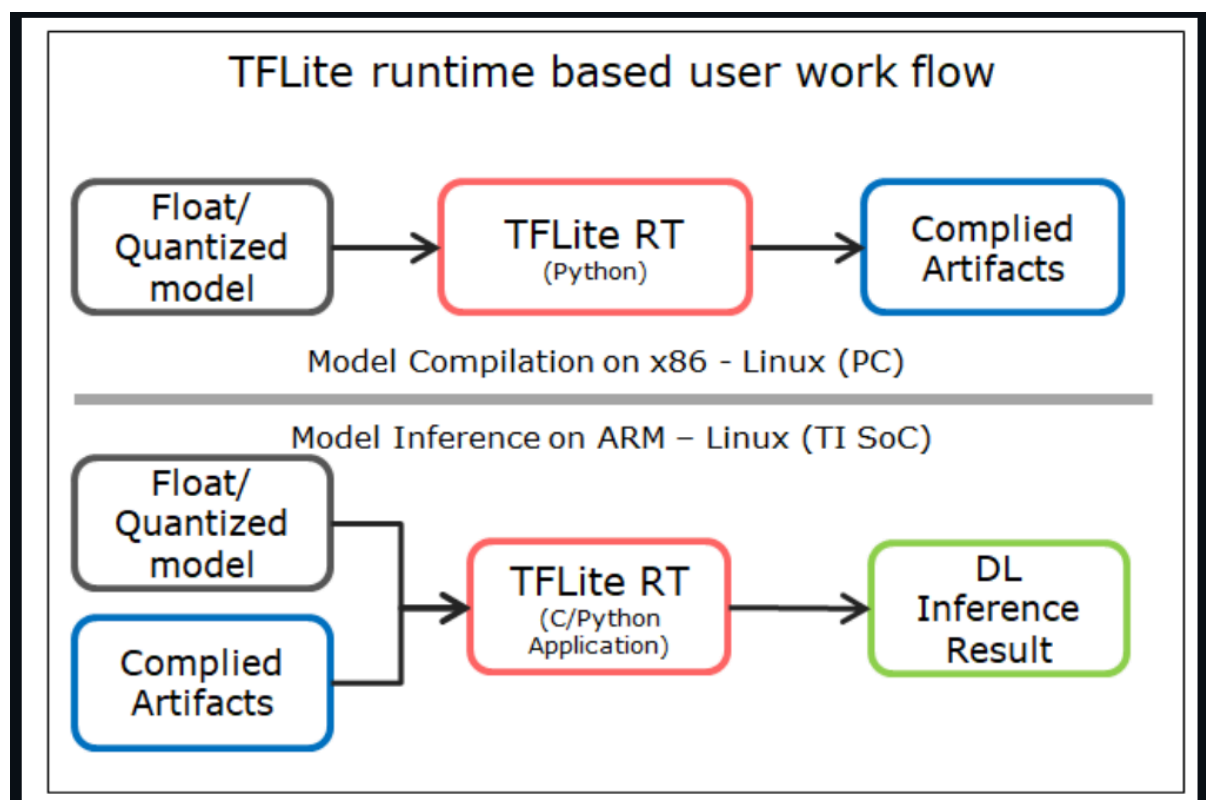 TFLite runtime based user work flow
Float/
Quantized
model
TFLite RT
(Python)
Complied
Artifacts
Model Compilation on x86 - Linux (PC)
Model Inference on ARM – Linux (TI SoC)
Float/
Quantized
model
Complied
Artifacts
TFLite RT
(C/Python
Application)
DL
Inference
Result